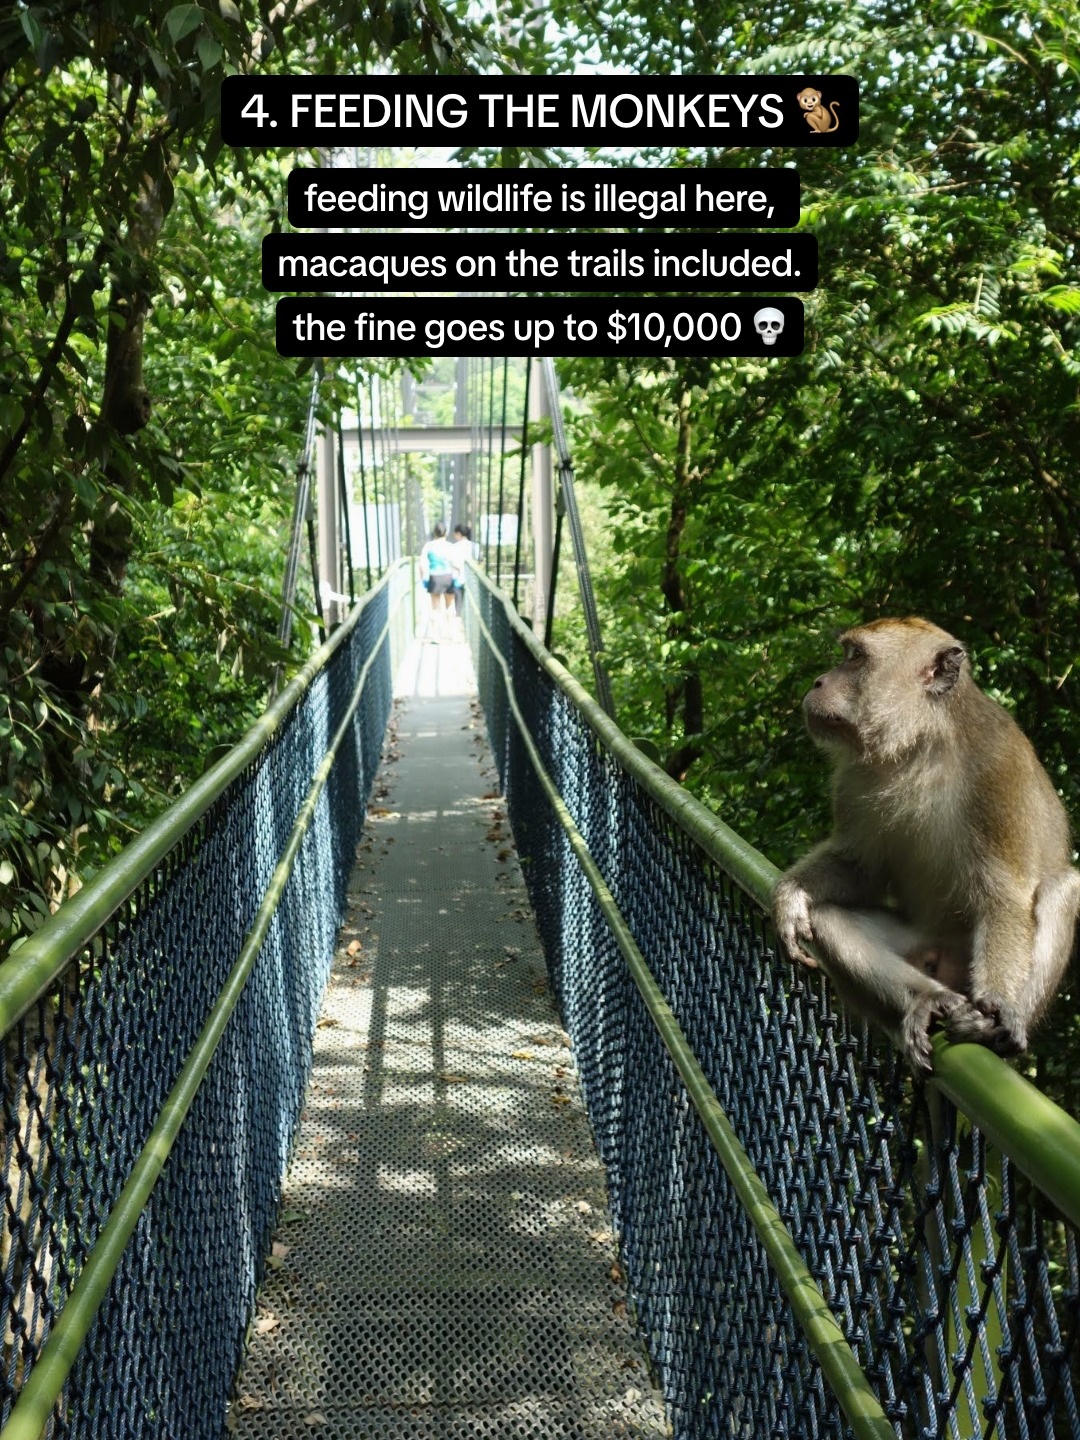 4. FEEDING THE MONKEYS 🐒
feeding wildlife is illegal here,
macaques on the trails included.
the fine goes up to $10,000 💀